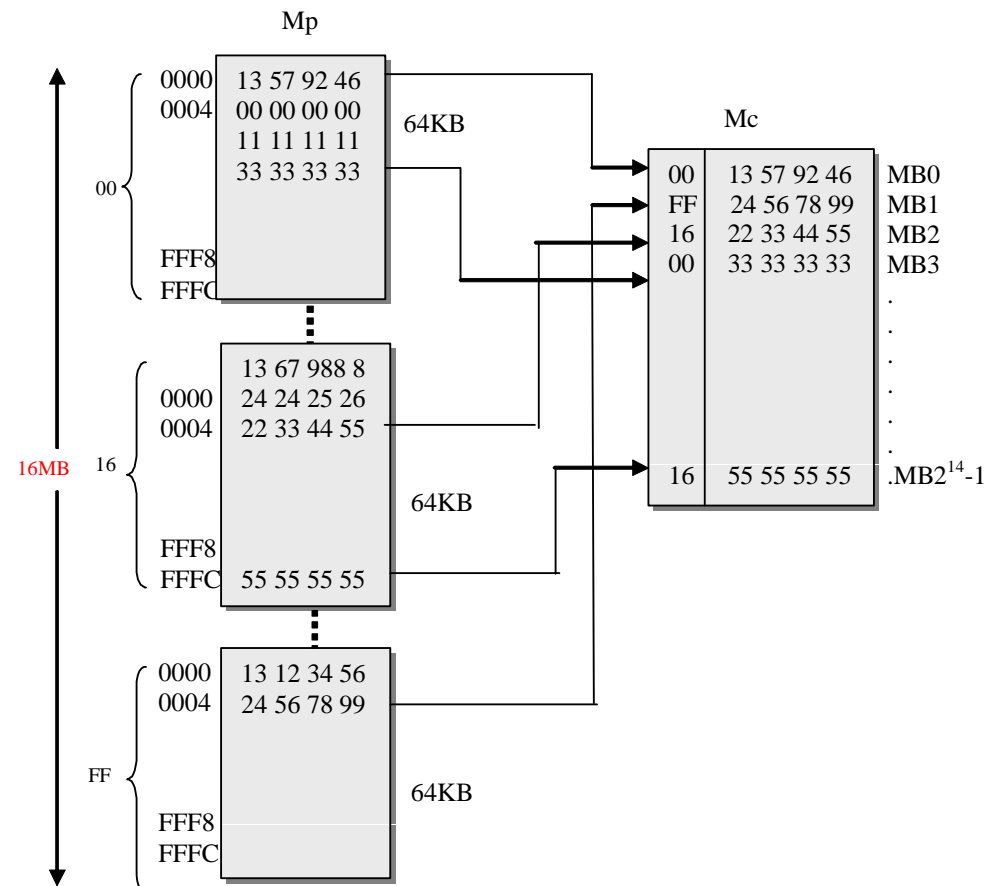 Mp
0000 13 57 92 46
0004 00 00 00 00
11 11 11 11
33 33 33 33
64KB
00
FFF8
FFFC
13 67 988 8
0000 24 24 25 26
0004 22 33 44 55
16MB
16
64KB
FFF8
FFFC 55 55 55 55
0000 13 12 34 56
0004 24 56 78 99
FF
64KB
FFF8
FFFC
Mc
00 13 57 92 46 MB0
FF 24 56 78 99 MB1
16 22 33 44 55 MB2
00 33 33 33 33 MB3
.
.
.
.
.
.
16 55 55 55 55 .MB2¹⁴-1